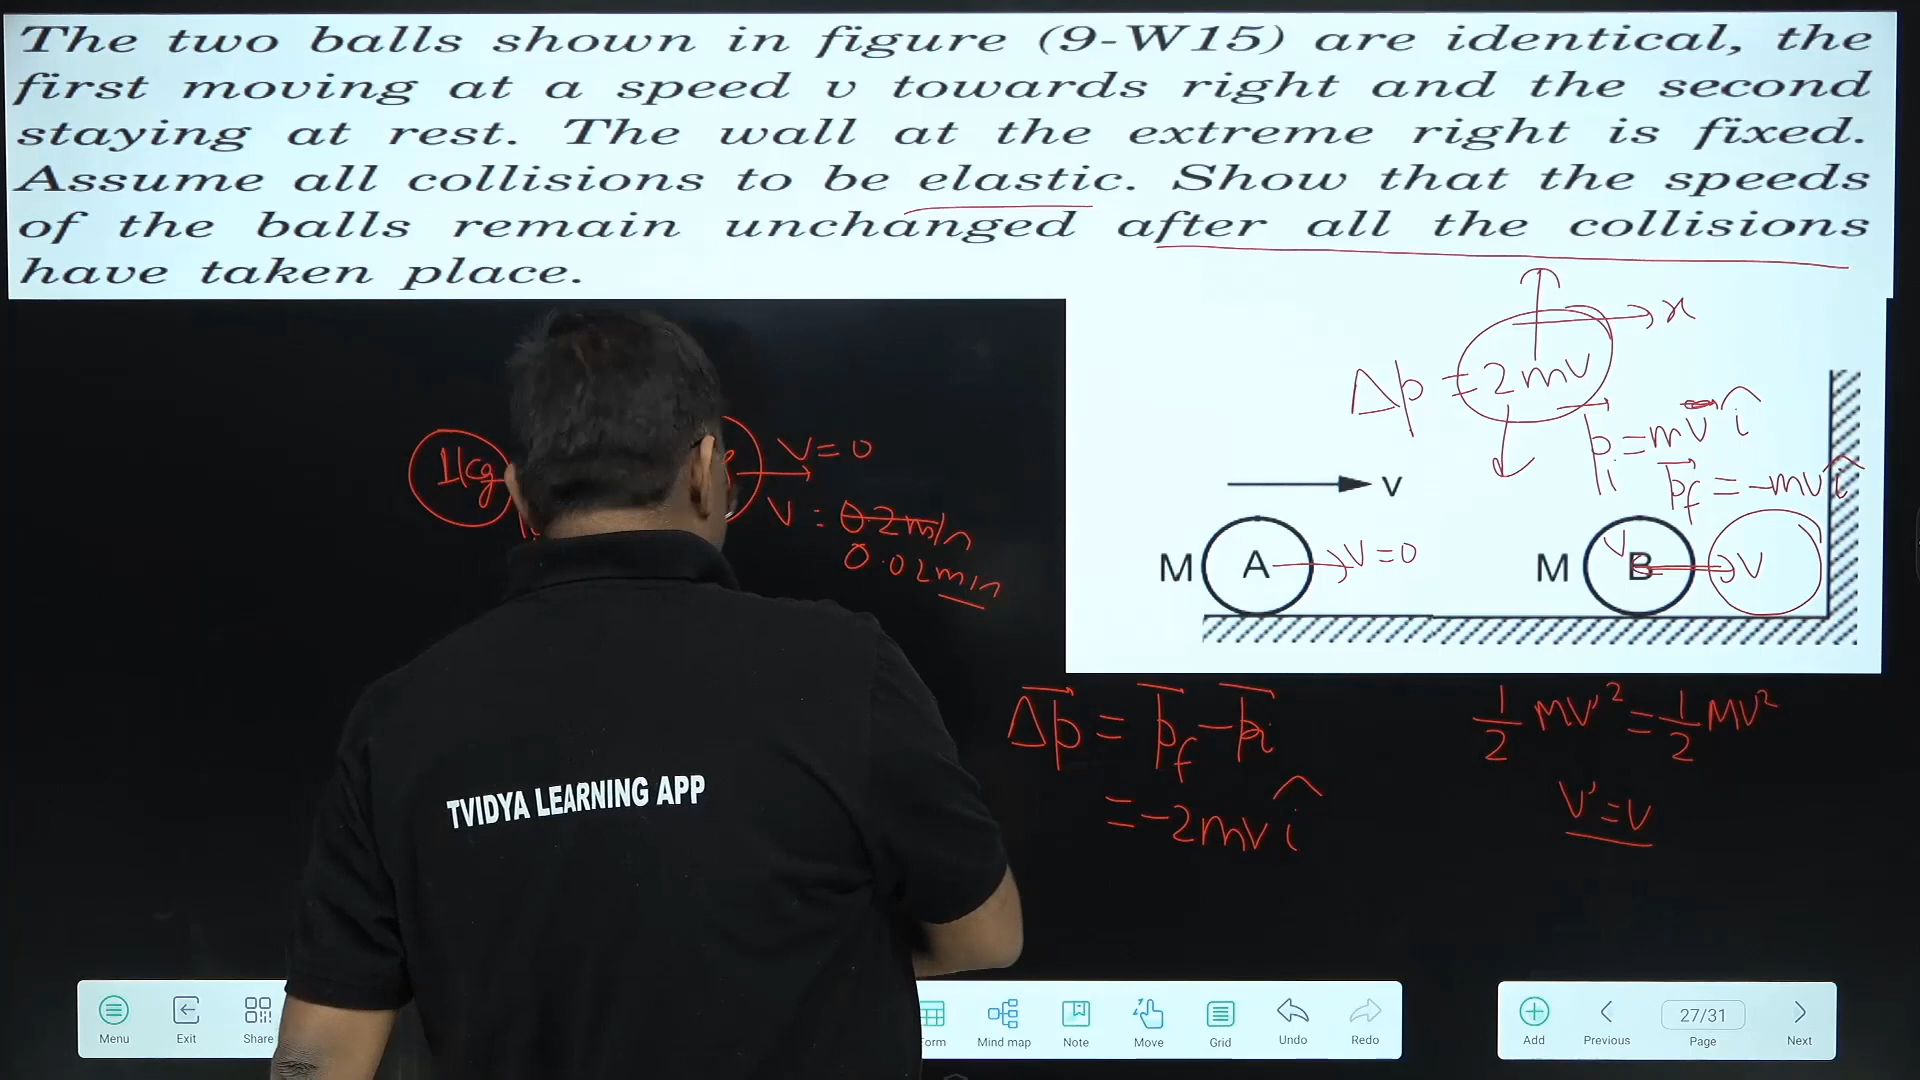 The two balls shown in figure (9-W15) are identical, the
first moving at a speed v towards right and the second
staying at rest. The wall at the extreme right is fixed.
Assume all collisions to be elastic. Show that the speeds
of the balls remain unchanged after all the collisions
have taken place.
x
Δp = 2mv
p_i = mv î
p_f = -mv î
v
M A V=0
M B V
V
1kg
V=0
V : 0.2m/n
0.02m/n
Δp = p_f - p_i
= -2mv î
1/2 MV'² = 1/2 MV²
V' = V
TVIDYA LEARNING APP
Menu
Exit
Share
orm
Mind map
Note
Move
Grid
Undo
Redo
Add
Previous
27/31
Page
Next